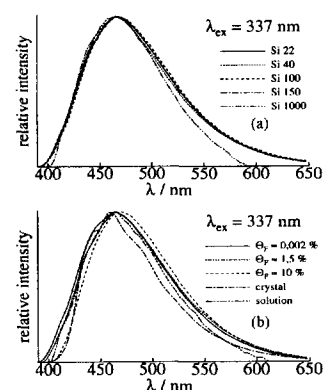 relative intensity
λex = 337 nm
Si 22
Si 40
Si 100
Si 150
Si 1000
(a)
400 450 500 550 600 650
λ / nm
relative intensity
λex = 337 nm
ΘF = 0,002 %
ΘF = 1,5 %
ΘF = 10 %
crystal
solution
(b)
400 450 500 550 600 650
λ / nm